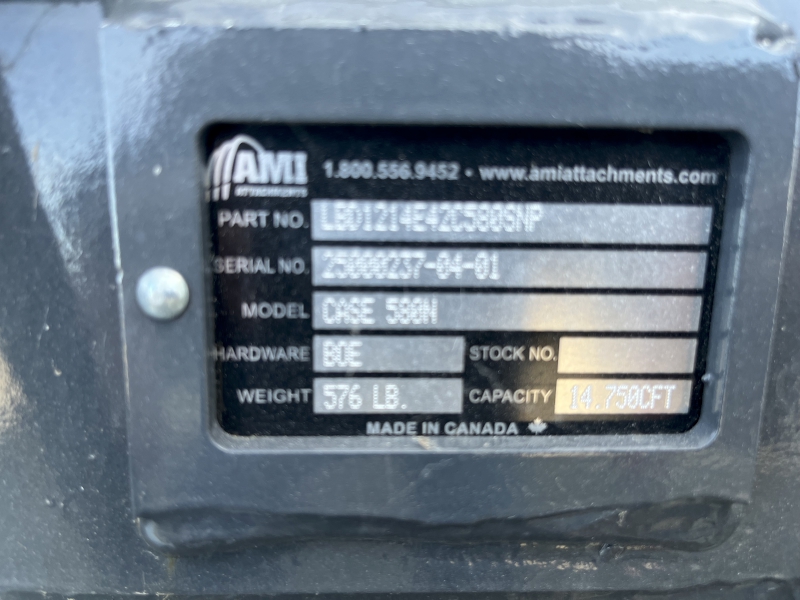 AMI 1.800.556.9452 • www.amiattachments.com
ATTACHMENTS
PART NO. LBD1214E42C580SNP
SERIAL NO. 25000237-04-01
MODEL CASE 580N
HARDWARE BOE STOCK NO.
WEIGHT 576 LB. CAPACITY 14.750CFT
MADE IN CANADA